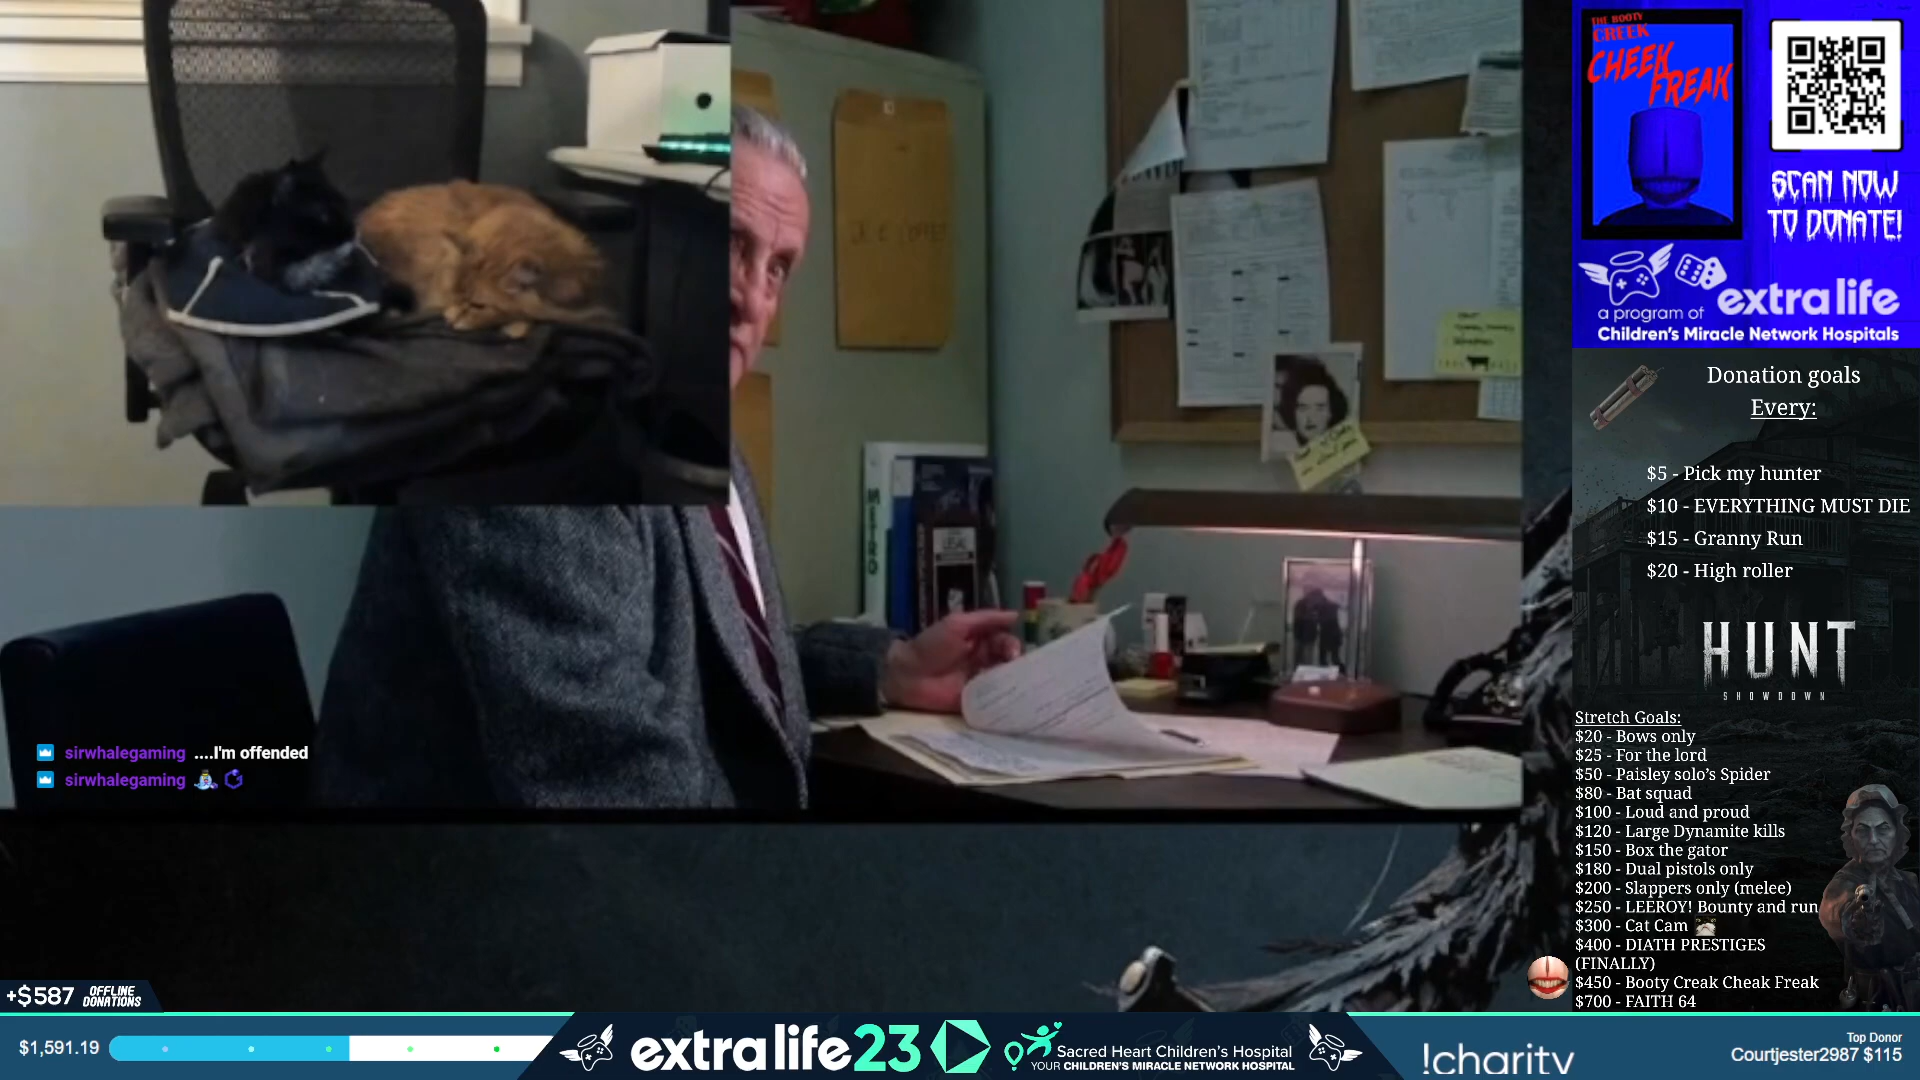 THE BOOTY
CREEK
CHEEK
FREAK
SCAN NOW
TO DONATE!
extra life
a program of
Children's Miracle Network Hospitals
Donation goals
Every:
$5 - Pick my hunter
$10 - EVERYTHING MUST DIE
$15 - Granny Run
$20 - High roller
HUNT
SHOWDOWN
Stretch Goals:
$20 - Bows only
$25 - For the lord
$50 - Paisley solo's Spider
$80 - Bat squad
$100 - Loud and proud
$120 - Large Dynamite kills
$150 - Box the gator
$180 - Dual pistols only
$200 - Slappers only (melee)
$250 - LEEROY! Bounty and run
$300 - Cat Cam
$400 - DIATH PRESTIGES
(FINALLY)
$450 - Booty Creak Cheak Freak
$700 - FAITH 64
METRO
sirwhalegaming ....I'm offended
sirwhalegaming
+$587 OFFLINE
DONATIONS
$1,591.19
extra life 23
Sacred Heart Children's Hospital
YOUR CHILDREN'S MIRACLE NETWORK HOSPITAL
!charity
Top Donor
Courtjester2987 $115